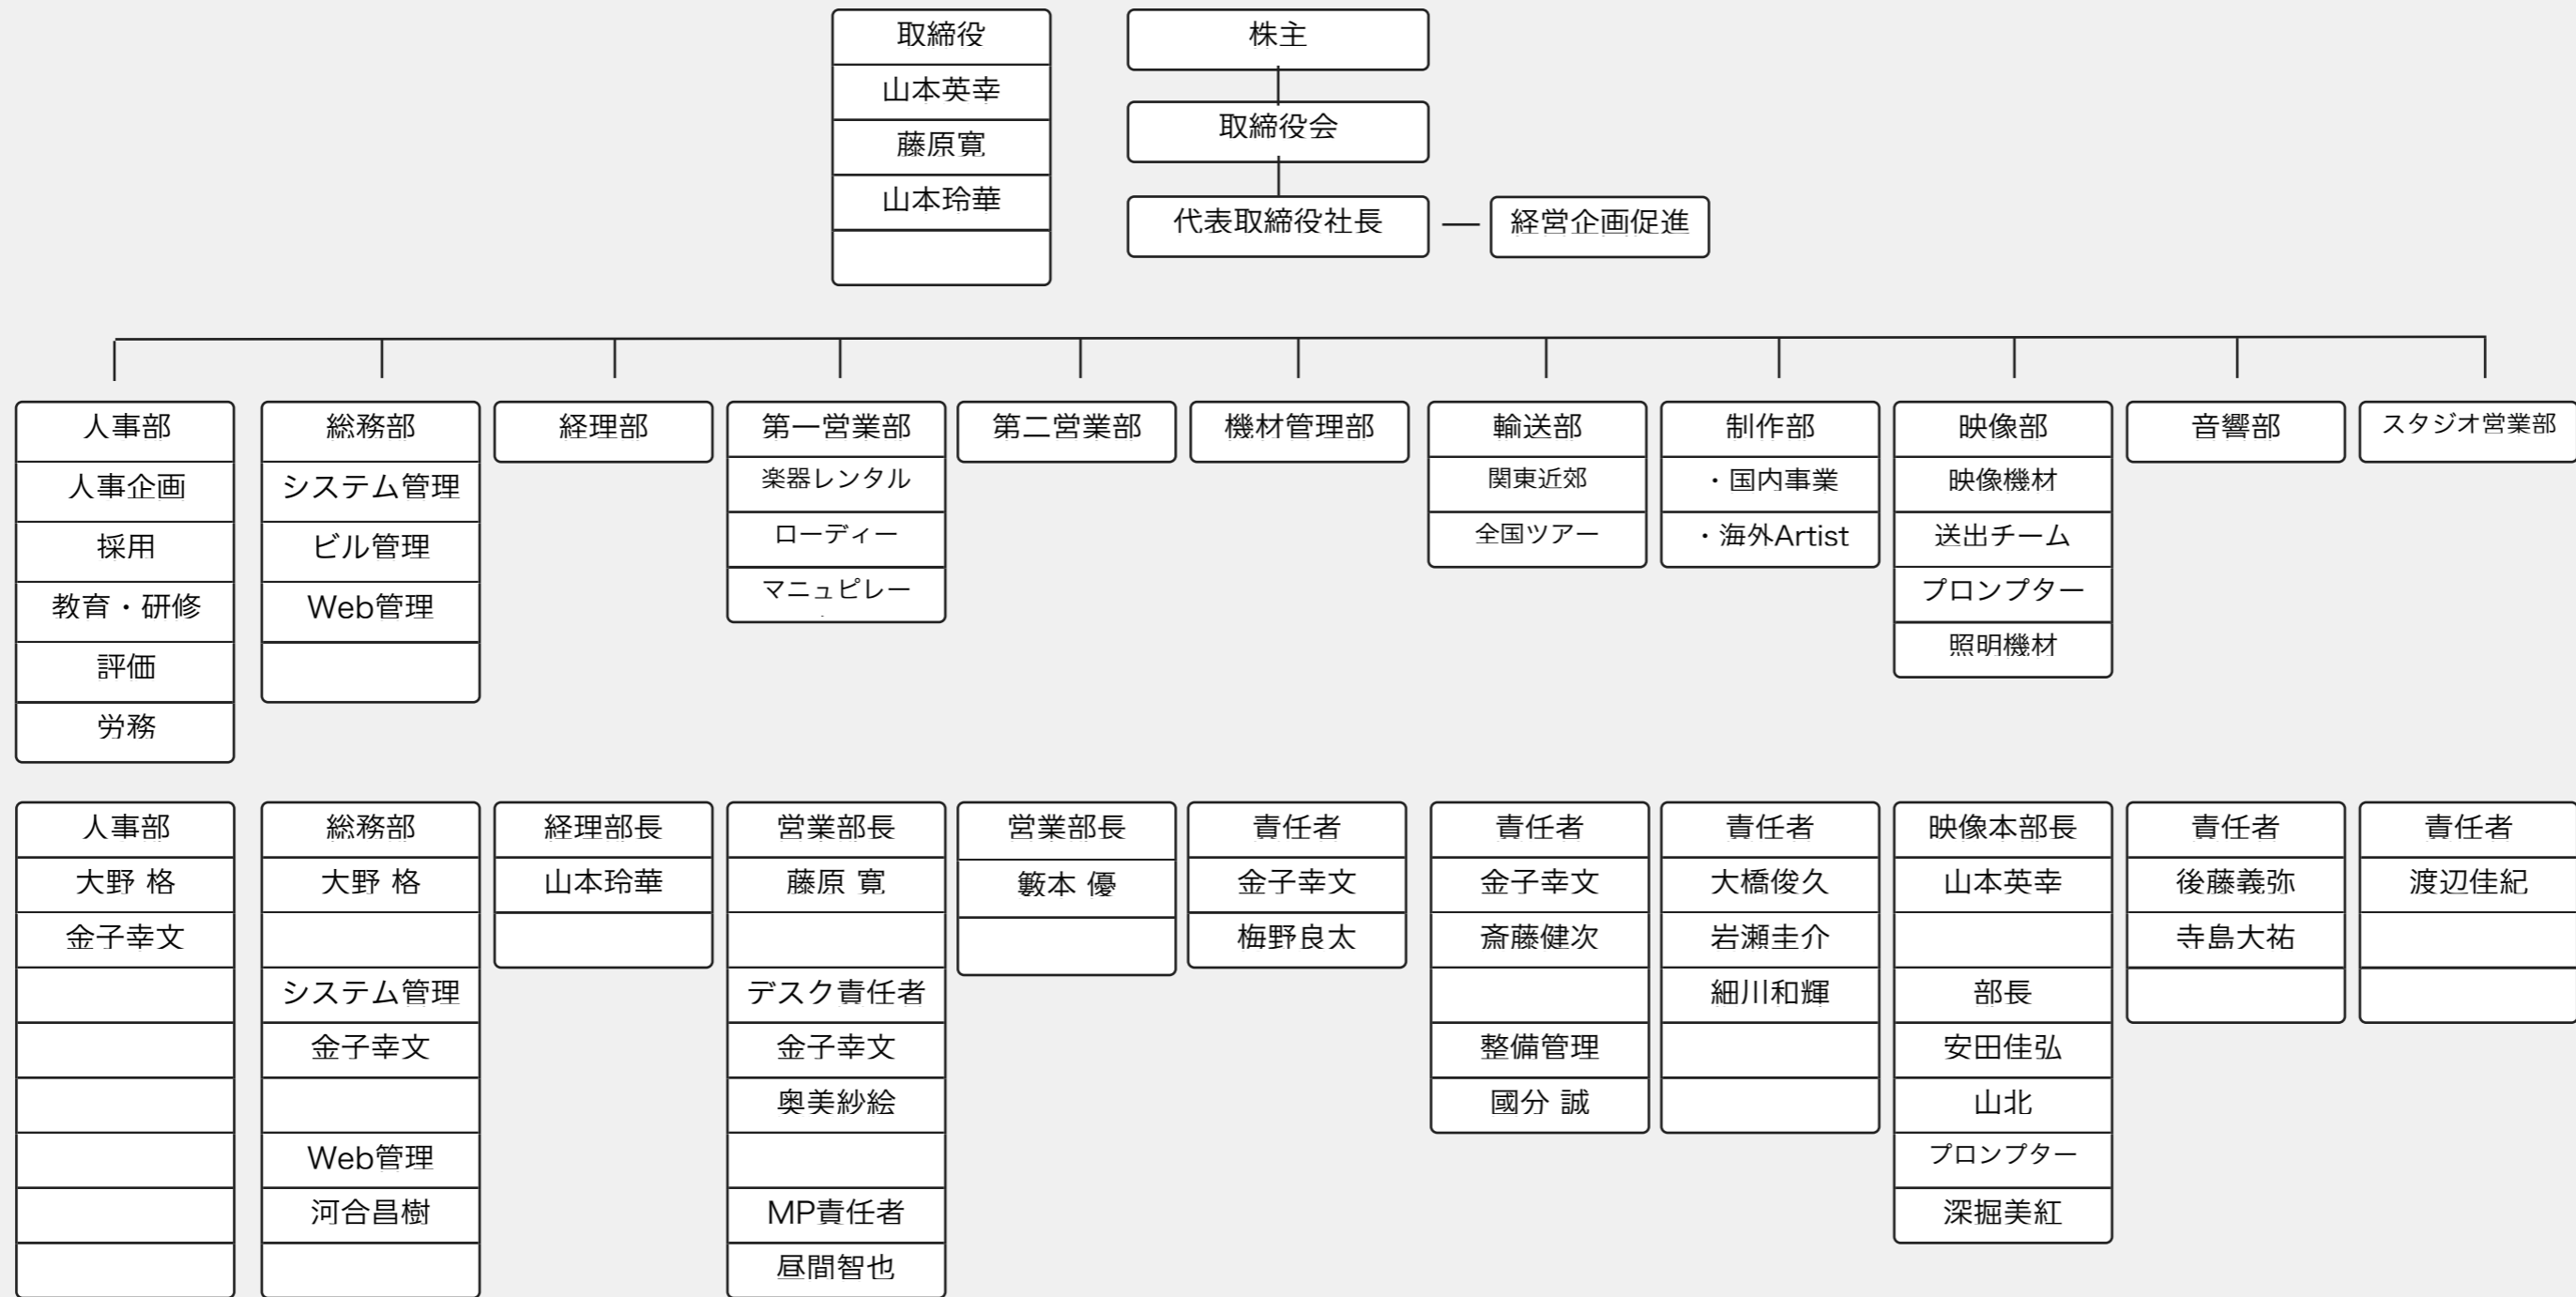 取締役
山本英幸
藤原寛
山本玲華
株主
取締役会
代表取締役社長
経営企画促進
人事部
人事企画
採用
教育・研修
評価
労務
総務部
システム管理
ビル管理
Web管理
経理部
第一営業部
楽器レンタル
ローディー
マニュピレー
第二営業部
機材管理部
輸送部
関東近郊
全国ツアー
制作部
・国内事業
・海外Artist
映像部
映像機材
送出チーム
プロンプター
照明機材
音響部
スタジオ営業部
人事部
大野 格
金子幸文
総務部
大野 格
システム管理
金子幸文
Web管理
河合昌樹
経理部長
山本玲華
営業部長
藤原 寛
デスク責任者
金子幸文
奥美紗絵
MP責任者
昼間智也
営業部長
籔本 優
責任者
金子幸文
梅野良太
責任者
金子幸文
斎藤健次
整備管理
國分 誠
責任者
大橋俊久
岩瀬圭介
細川和輝
映像本部長
山本英幸
部長
安田佳弘
山北
プロンプター
深掘美紅
責任者
後藤義弥
寺島大祐
責任者
渡辺佳紀